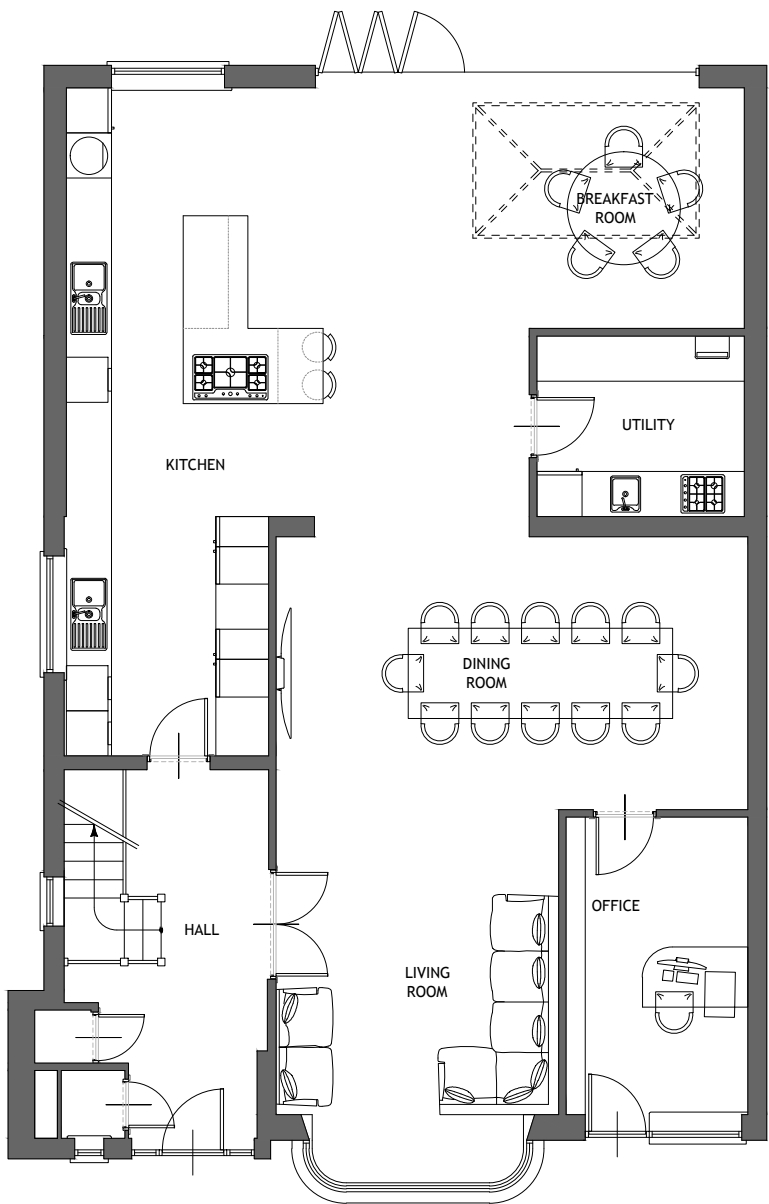 BREAKFAST
ROOM
UTILITY
KITCHEN
DINING
ROOM
OFFICE
HALL
LIVING
ROOM